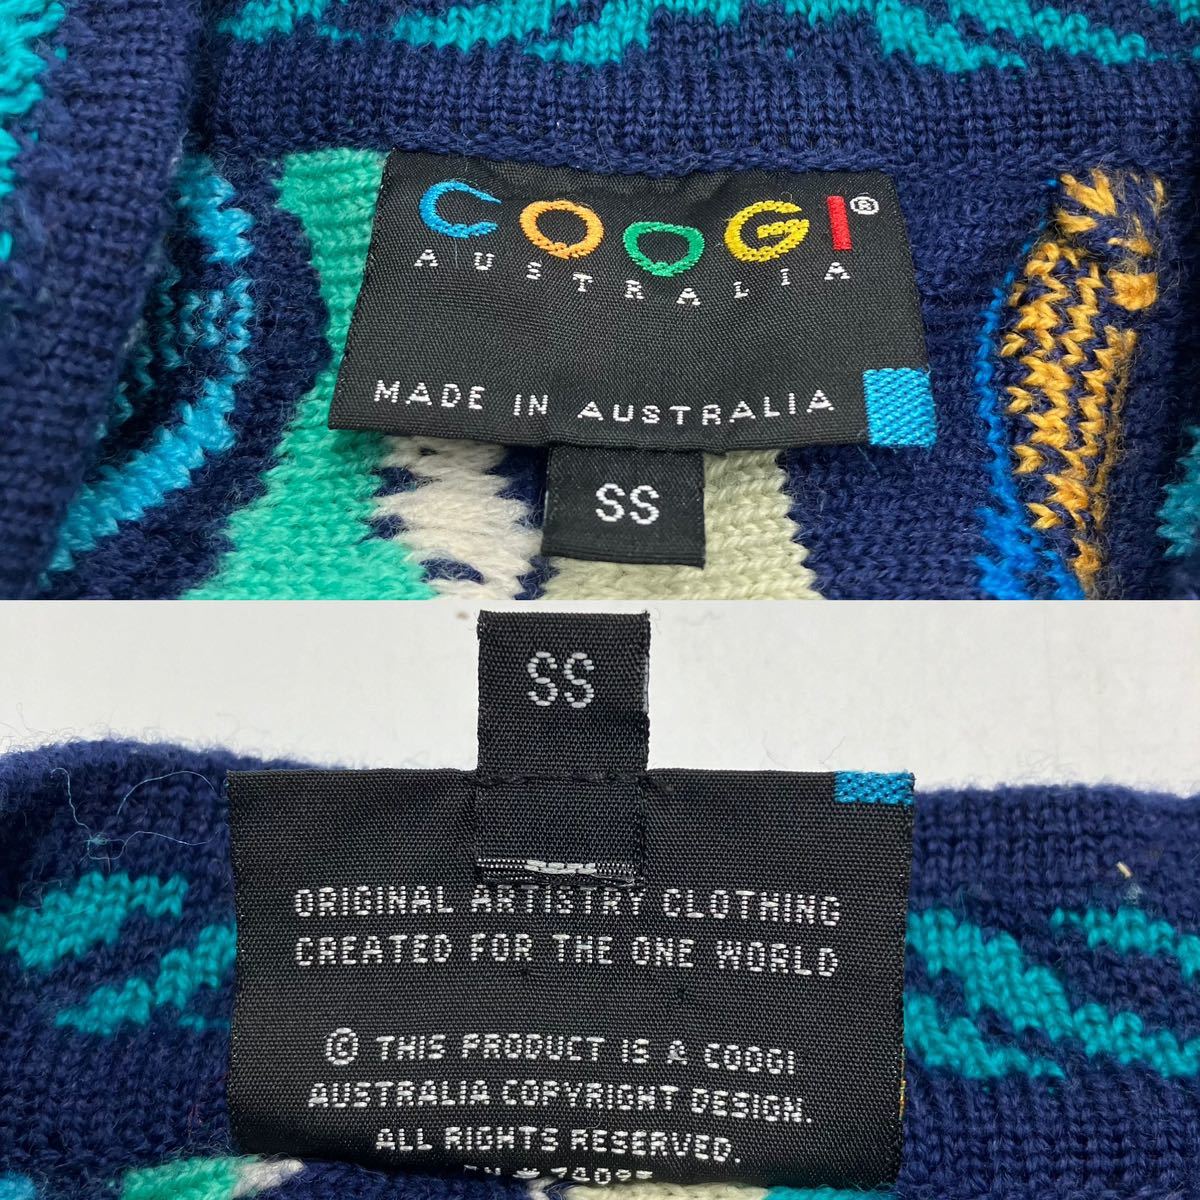 COOGI®
AUSTRALIA
MADE IN AUSTRALIA
SS
SS
ORIGINAL ARTISTRY CLOTHING
CREATED FOR THE ONE WORLD
© THIS PRODUCT IS A COOGI
AUSTRALIA COPYRIGHT DESIGN.
ALL RIGHTS RESERVED.